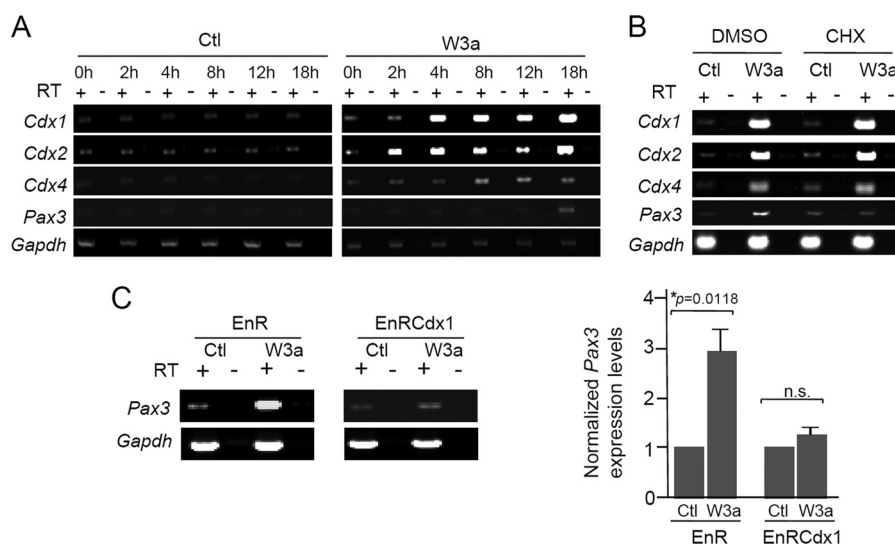 A
Ctl
W3a
0h 2h 4h 8h 12h 18h 0h 2h 4h 8h 12h 18h
RT + - + - + - + - + - + - + - + - + - + - + - + -
Cdx1
Cdx2
Cdx4
Pax3
Gapdh
B
DMSO CHX
Ctl W3a Ctl W3a
RT + - + - + - + -
Cdx1
Cdx2
Cdx4
Pax3
Gapdh
C
EnR EnRCdx1
Ctl W3a Ctl W3a
RT + - + - + - + -
Pax3
Gapdh
Normalized Pax3
expression levels
4
3
2
1
0
*p=0.0118
n.s.
Ctl W3a Ctl W3a
EnR EnRCdx1